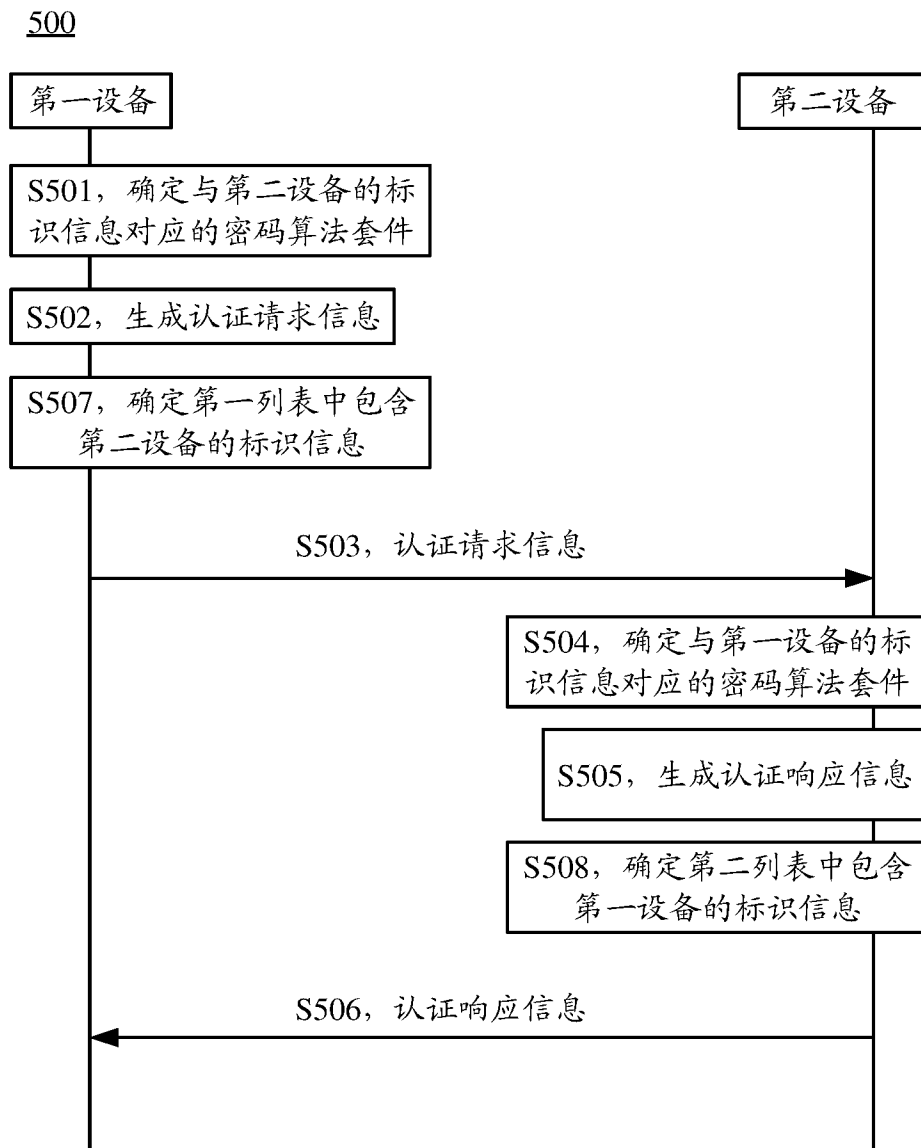 500
第一设备
第二设备
S501，确定与第二设备的标
识信息对应的密码算法套件
S502，生成认证请求信息
S507，确定第一列表中包含
第二设备的标识信息
S503，认证请求信息
S504，确定与第一设备的标
识信息对应的密码算法套件
S505，生成认证响应信息
S508，确定第二列表中包含
第一设备的标识信息
S506，认证响应信息